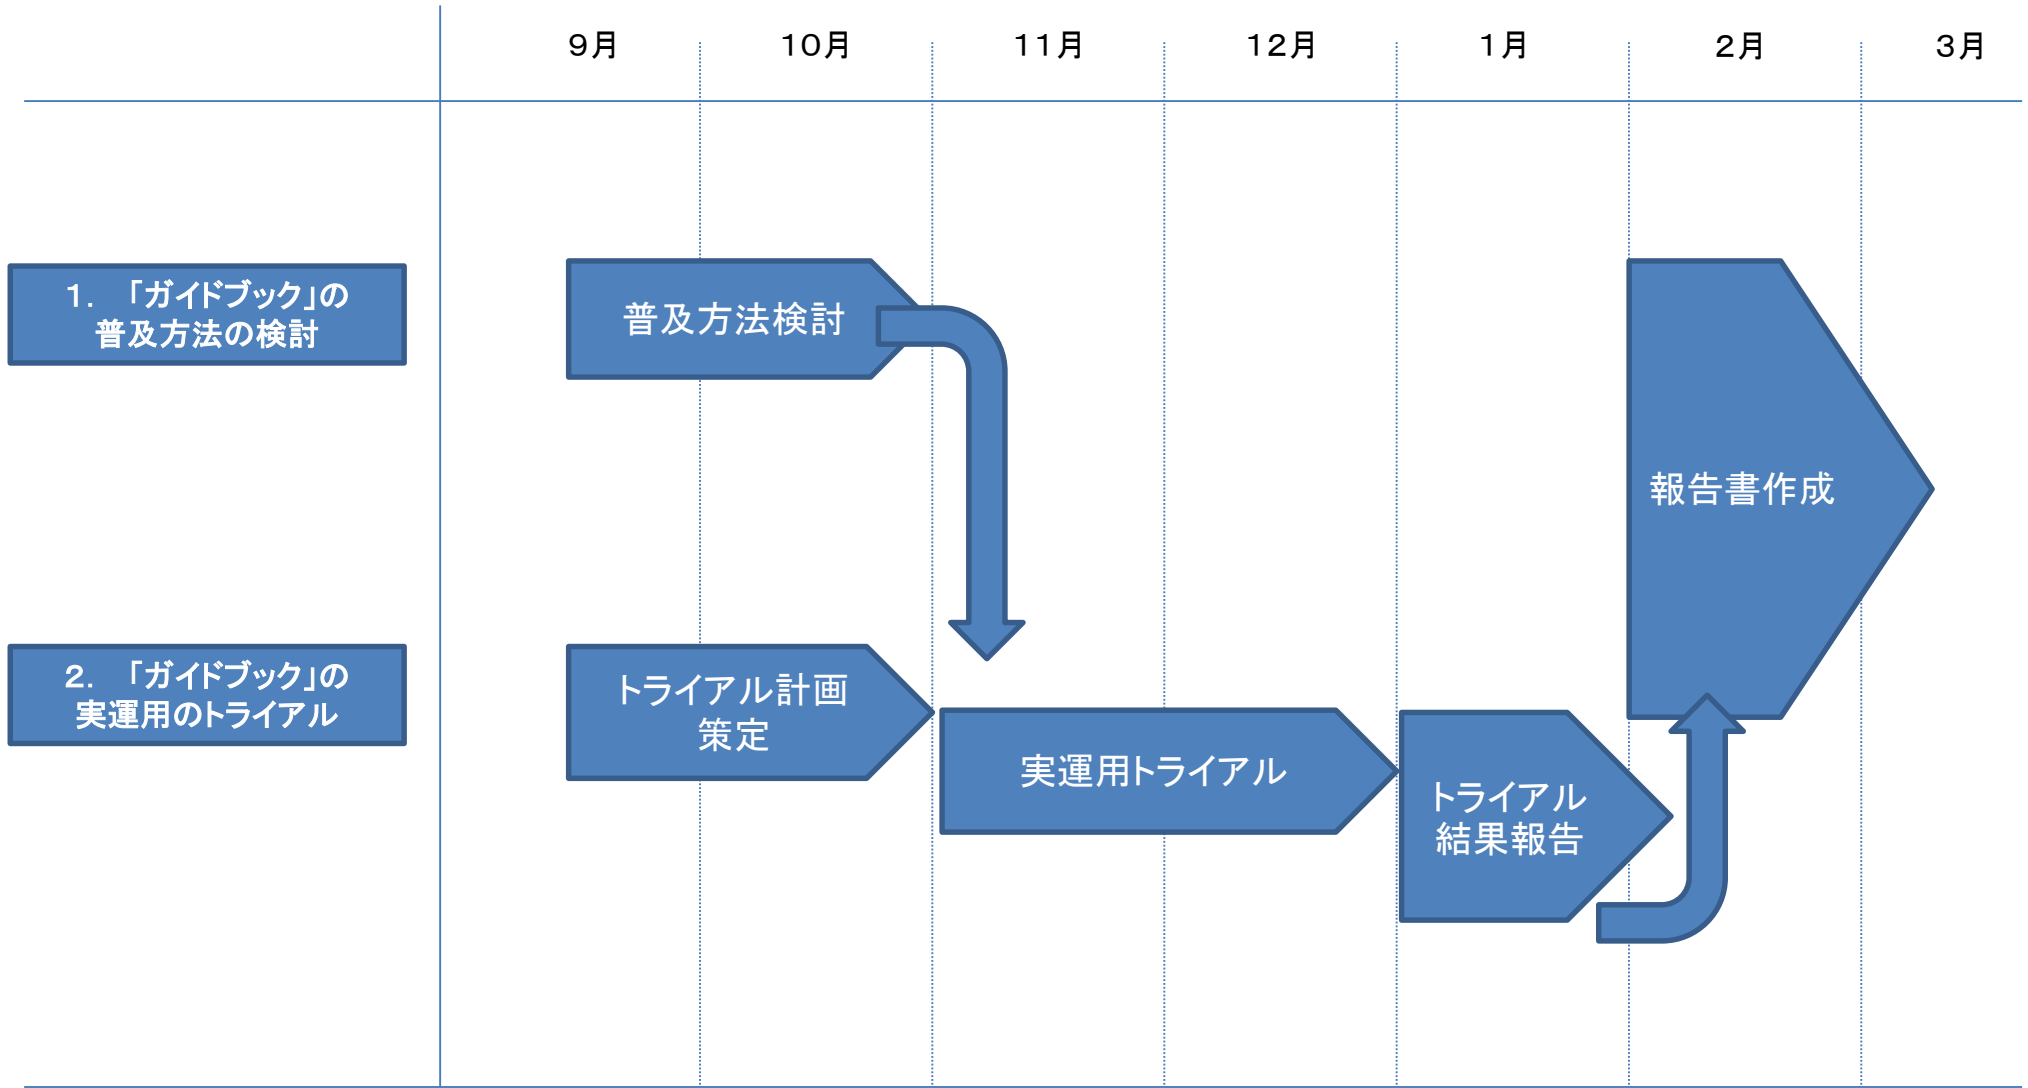 ９月
１０月
１１月
１２月
１月
２月
３月
１．　「ガイドブック」の
普及方法の検討
普及方法検討
報告書作成
２．　「ガイドブック」の
実運用のトライアル
トライアル計画
策定
実運用トライアル
トライアル
結果報告